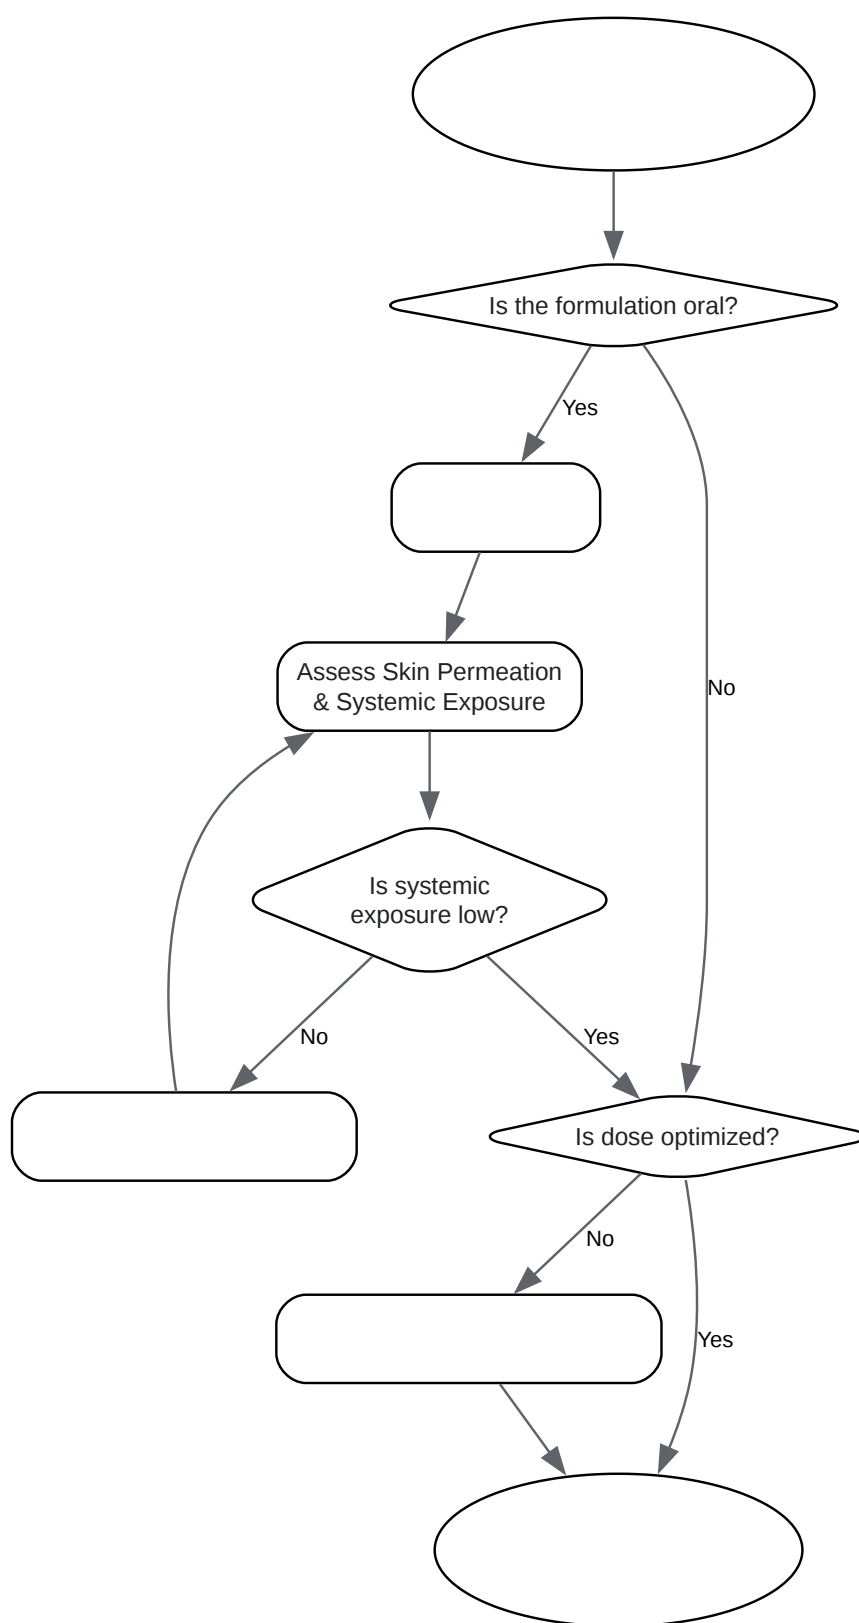 Is the formulation oral?
Yes
Assess Skin Permeation
& Systemic Exposure
No
Is systemic
exposure low?
No
Yes
Is dose optimized?
No
Yes